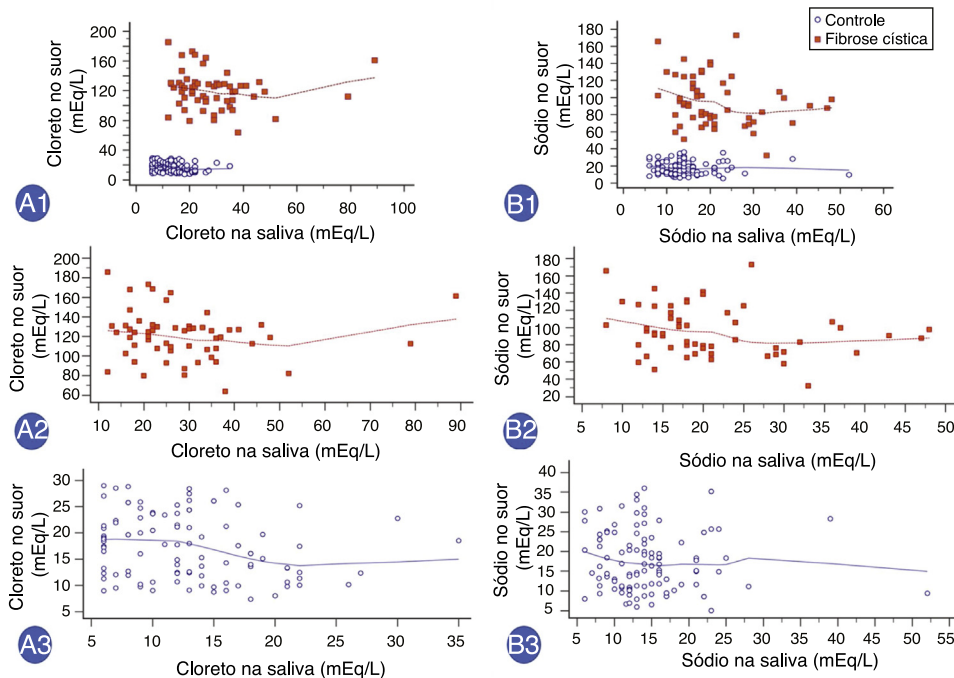 Controle
Fibrose cística
200
160
120
80
40
0
Cloreto no suor
(mEq/L)
0 20 40 60 80 100
Cloreto na saliva (mEq/L)
A1
180
160
140
120
100
80
60
40
20
0
Sódio no suor
(mEq/L)
0 10 20 30 40 50 60
Sódio na saliva (mEq/L)
B1
200
180
160
140
120
100
80
60
Cloreto no suor
(mEq/L)
10 20 30 40 50 60 70 80 90
Cloreto na saliva (mEq/L)
A2
180
160
140
120
100
80
60
40
20
Sódio no suor
(mEq/L)
5 10 15 20 25 30 35 40 45 50
Sódio na saliva (mEq/L)
B2
30
25
20
15
10
5
Cloreto no suor
(mEq/L)
5 10 15 20 25 30 35
Cloreto na saliva (mEq/L)
A3
40
35
30
25
20
15
10
5
Sódio no suor
(mEq/L)
5 10 15 20 25 30 35 40 45 50 55
Sódio na saliva (mEq/L)
B3